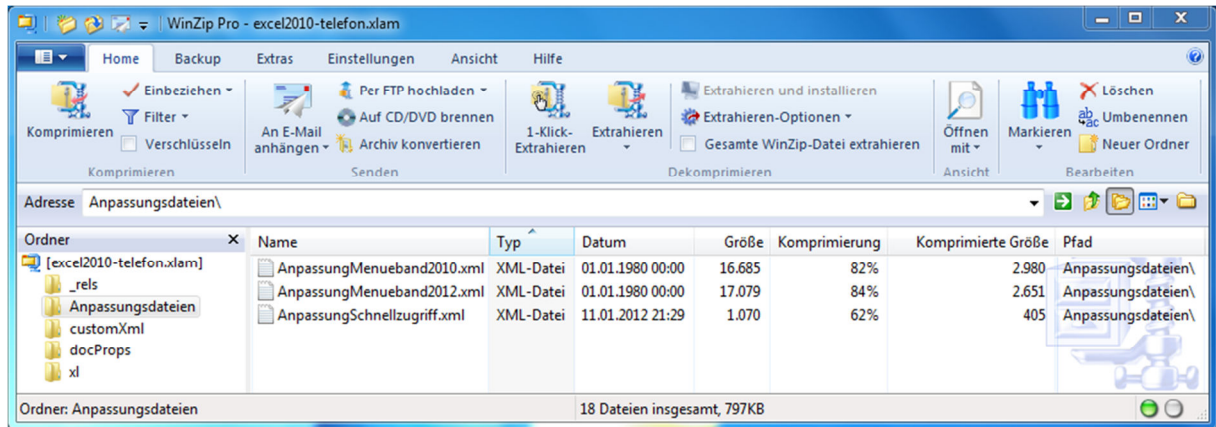 WinZip Pro - excel2010-telefon.xlam
Home Backup Extras Einstellungen Ansicht Hilfe
Komprimieren
Einbeziehen
Filter
Verschlüsseln
Komprimieren
An E-Mail anhängen
Per FTP hochladen
Auf CD/DVD brennen
Archiv konvertieren
Senden
1-Klick-
Extrahieren
Extrahieren
Extrahieren und installieren
Extrahieren-Optionen
Gesamte WinZip-Datei extrahieren
Dekomprimieren
Öffnen
mit
Ansicht
Markieren
Löschen
Umbenennen
Neuer Ordner
Bearbeiten
Adresse Anpassungsdateien\
Ordner
[excel2010-telefon.xlam]
_rels
Anpassungsdateien
customXml
docProps
xl
Name Typ Datum Größe Komprimierung Komprimierte Größe Pfad
AnpassungMenueband2010.xml XML-Datei 01.01.1980 00:00 16.685 82% 2.980 Anpassungsdateien\
AnpassungMenueband2012.xml XML-Datei 01.01.1980 00:00 17.079 84% 2.651 Anpassungsdateien\
AnpassungSchnellzugriff.xml XML-Datei 11.01.2012 21:29 1.070 62% 405 Anpassungsdateien\
Ordner: Anpassungsdateien 18 Dateien insgesamt, 797KB